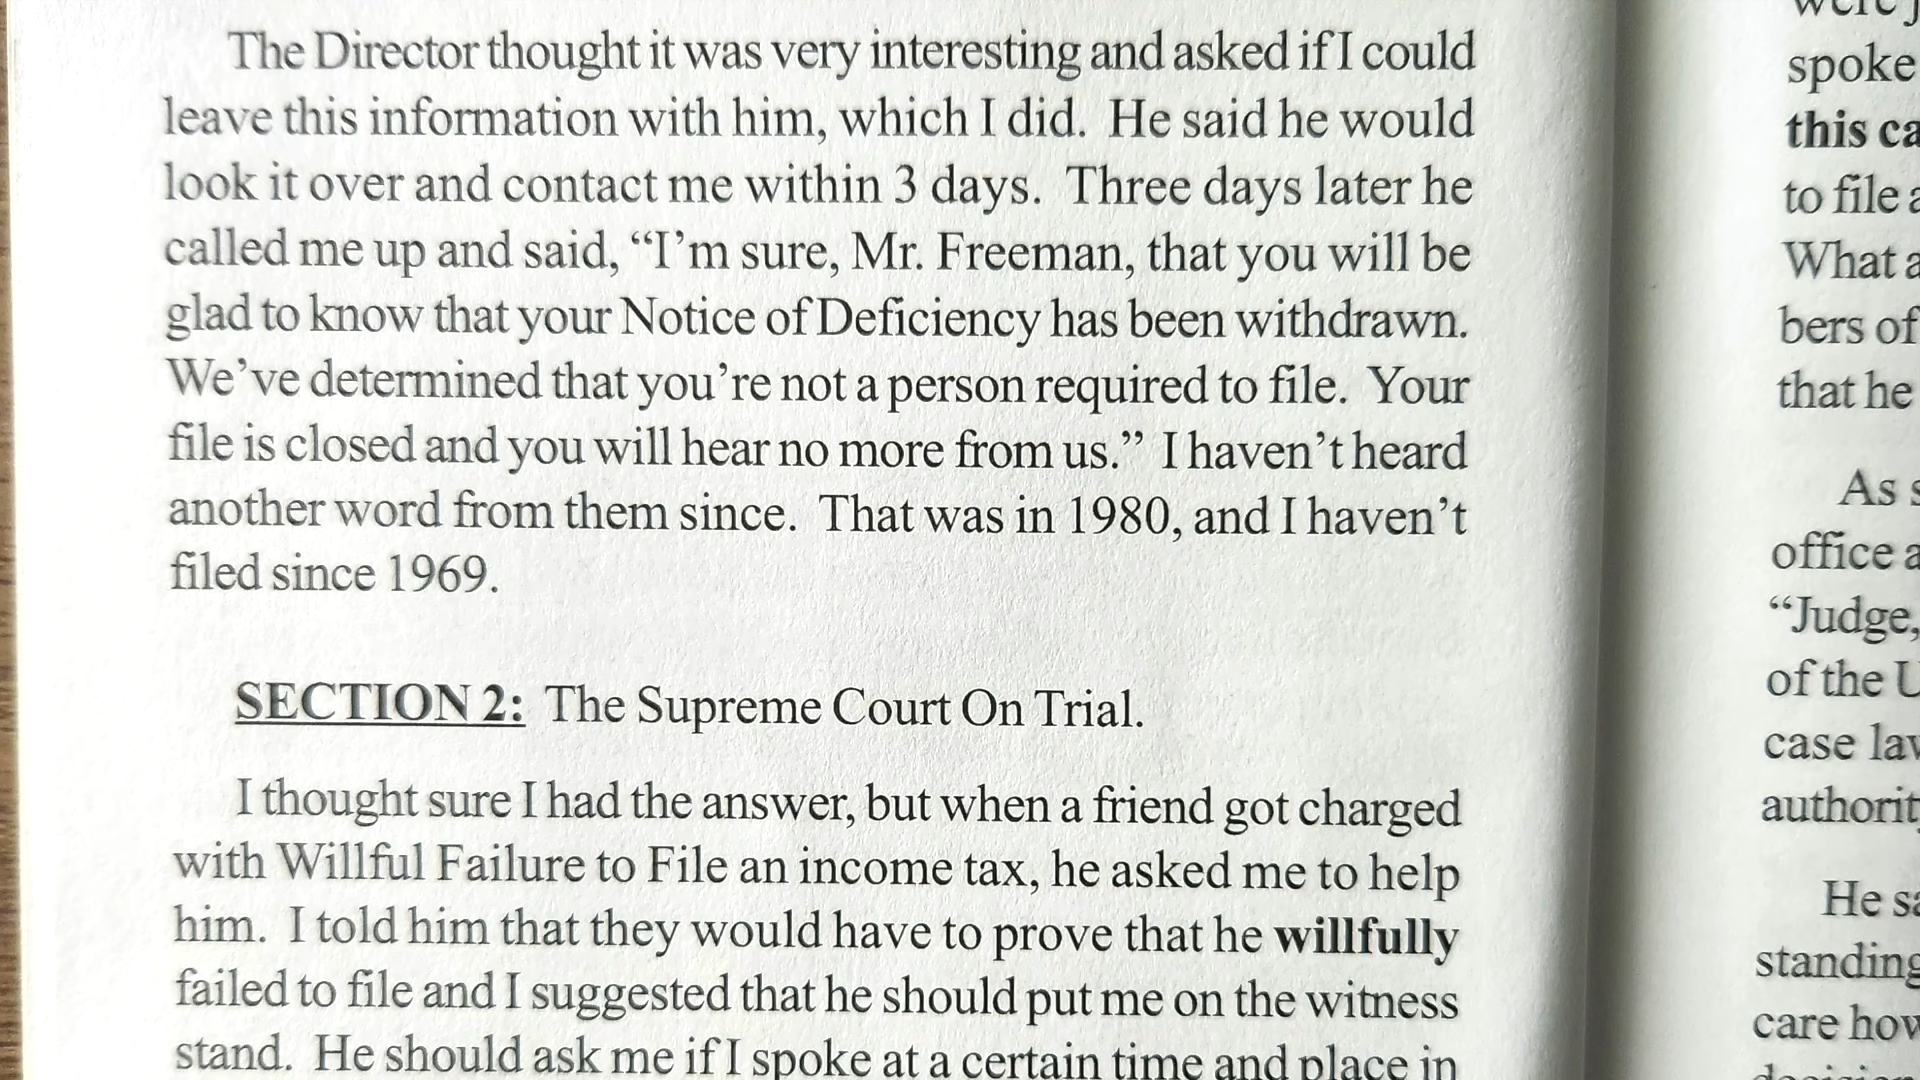 The Director thought it was very interesting and asked if I could
leave this information with him, which I did. He said he would
look it over and contact me within 3 days. Three days later he
called me up and said, “I’m sure, Mr. Freeman, that you will be
glad to know that your Notice of Deficiency has been withdrawn.
We’ve determined that you’re not a person required to file. Your
file is closed and you will hear no more from us.” I haven’t heard
another word from them since. That was in 1980, and I haven’t
filed since 1969.
SECTION 2: The Supreme Court On Trial.
I thought sure I had the answer, but when a friend got charged
with Willful Failure to File an income tax, he asked me to help
him. I told him that they would have to prove that he willfully
failed to file and I suggested that he should put me on the witness
stand. He should ask me if I spoke at a certain time and place in
spoke
this
to file
What
bers of
that he
As
office
“Judge,
of the
case
He
standing
care